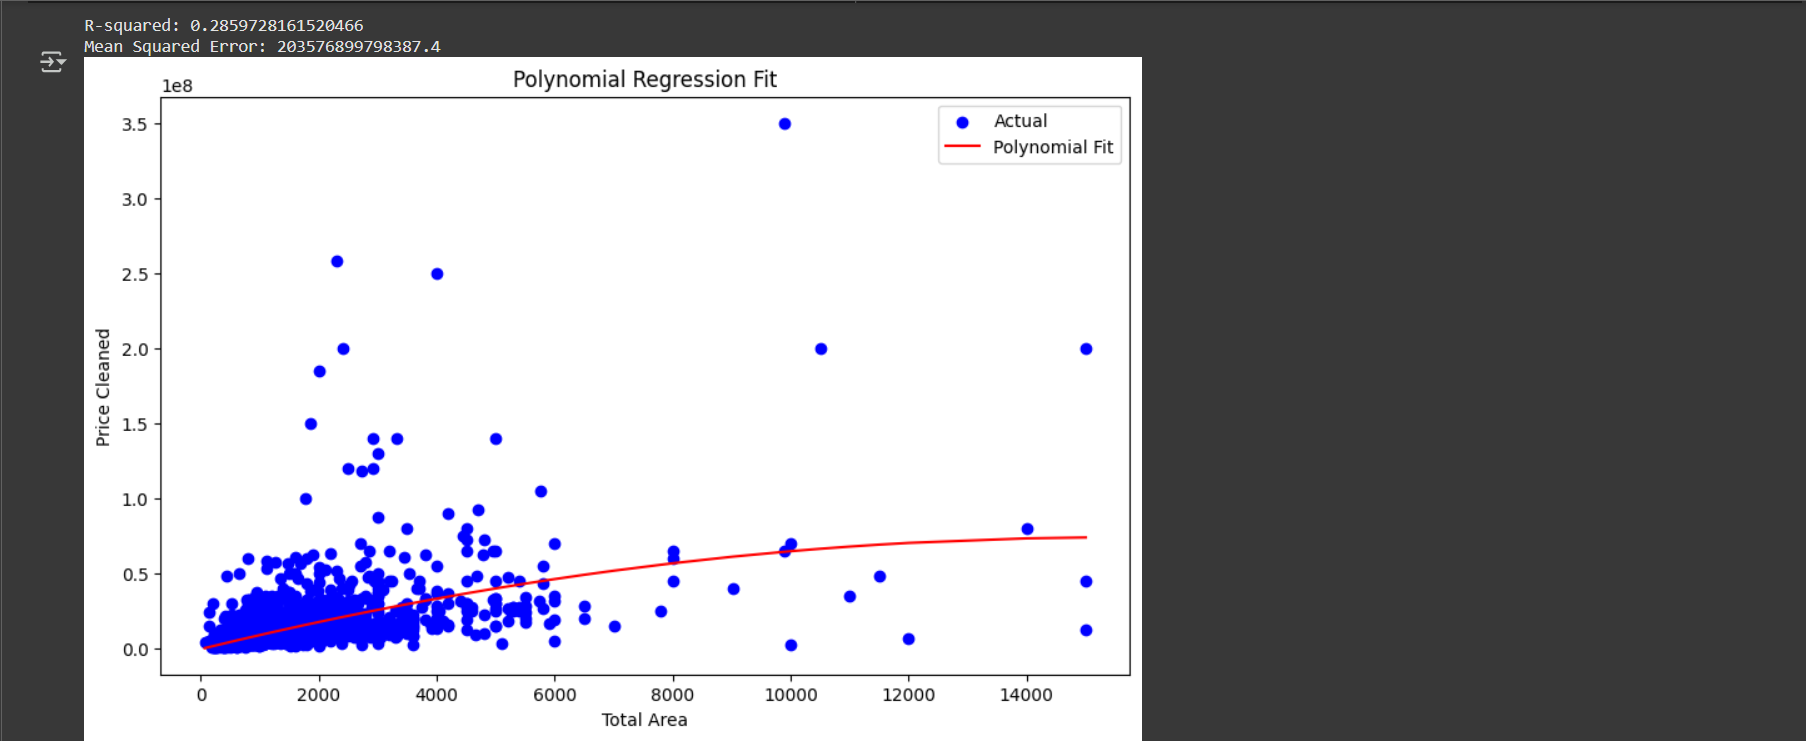 R-squared: 0.2859728161520466
Mean Squared Error: 203576899798387.4
Polynomial Regression Fit
1e8
Actual
Polynomial Fit
3.5
3.0
2.5
2.0
1.5
1.0
0.5
0.0
Price Cleaned
0 2000 4000 6000 8000 10000 12000 14000
Total Area